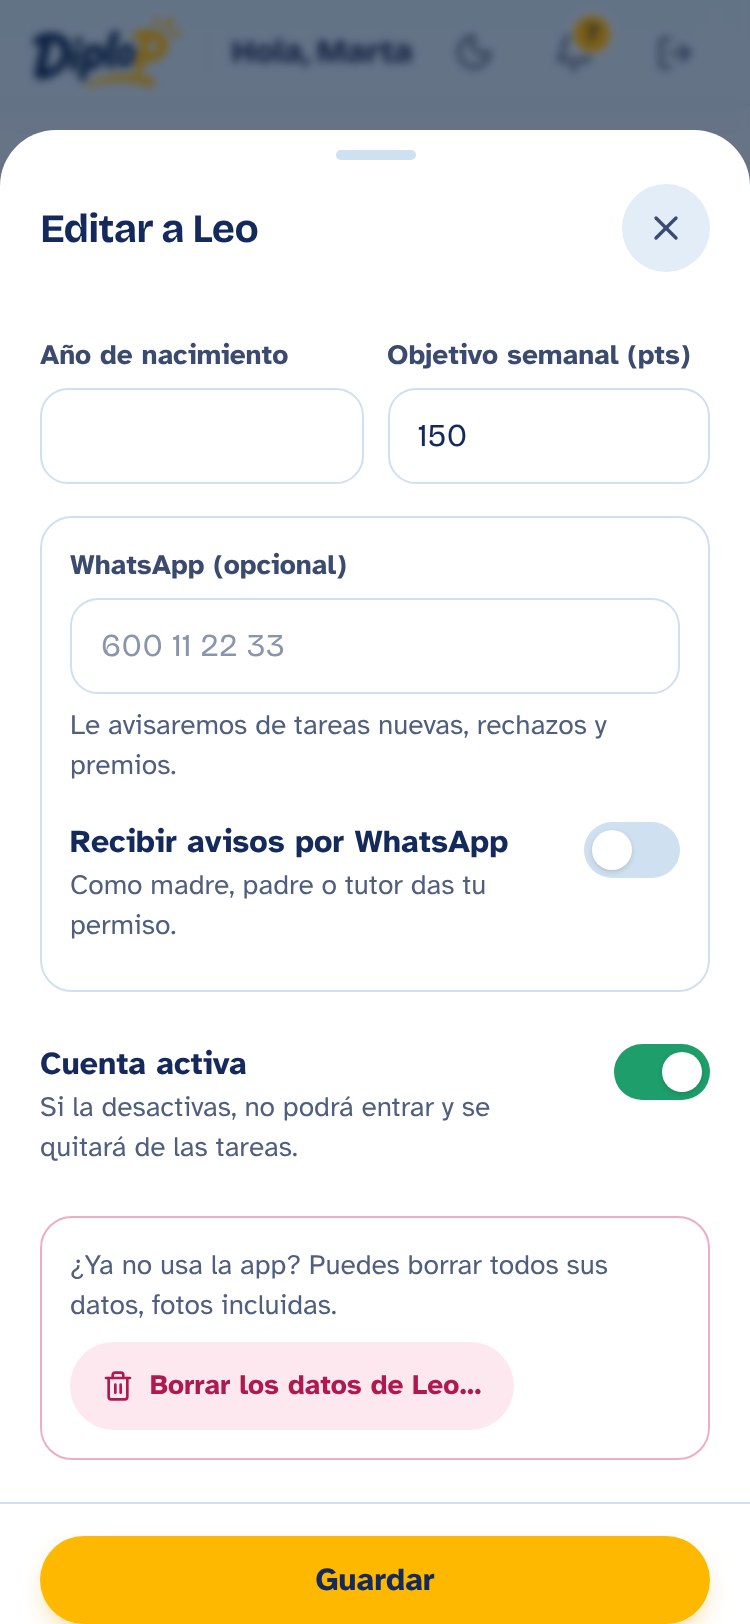 DiploP
Hola, Marta
Editar a Leo
Año de nacimiento
Objetivo semanal (pts)
150
WhatsApp (opcional)
600 11 22 33
Le avisaremos de tareas nuevas, rechazos y
premios.
Recibir avisos por WhatsApp
Como madre, padre o tutor das tu
permiso.
Cuenta activa
Si la desactivas, no podrá entrar y se
quitará de las tareas.
¿Ya no usa la app? Puedes borrar todos sus
datos, fotos incluidas.
Borrar los datos de Leo...
Guardar